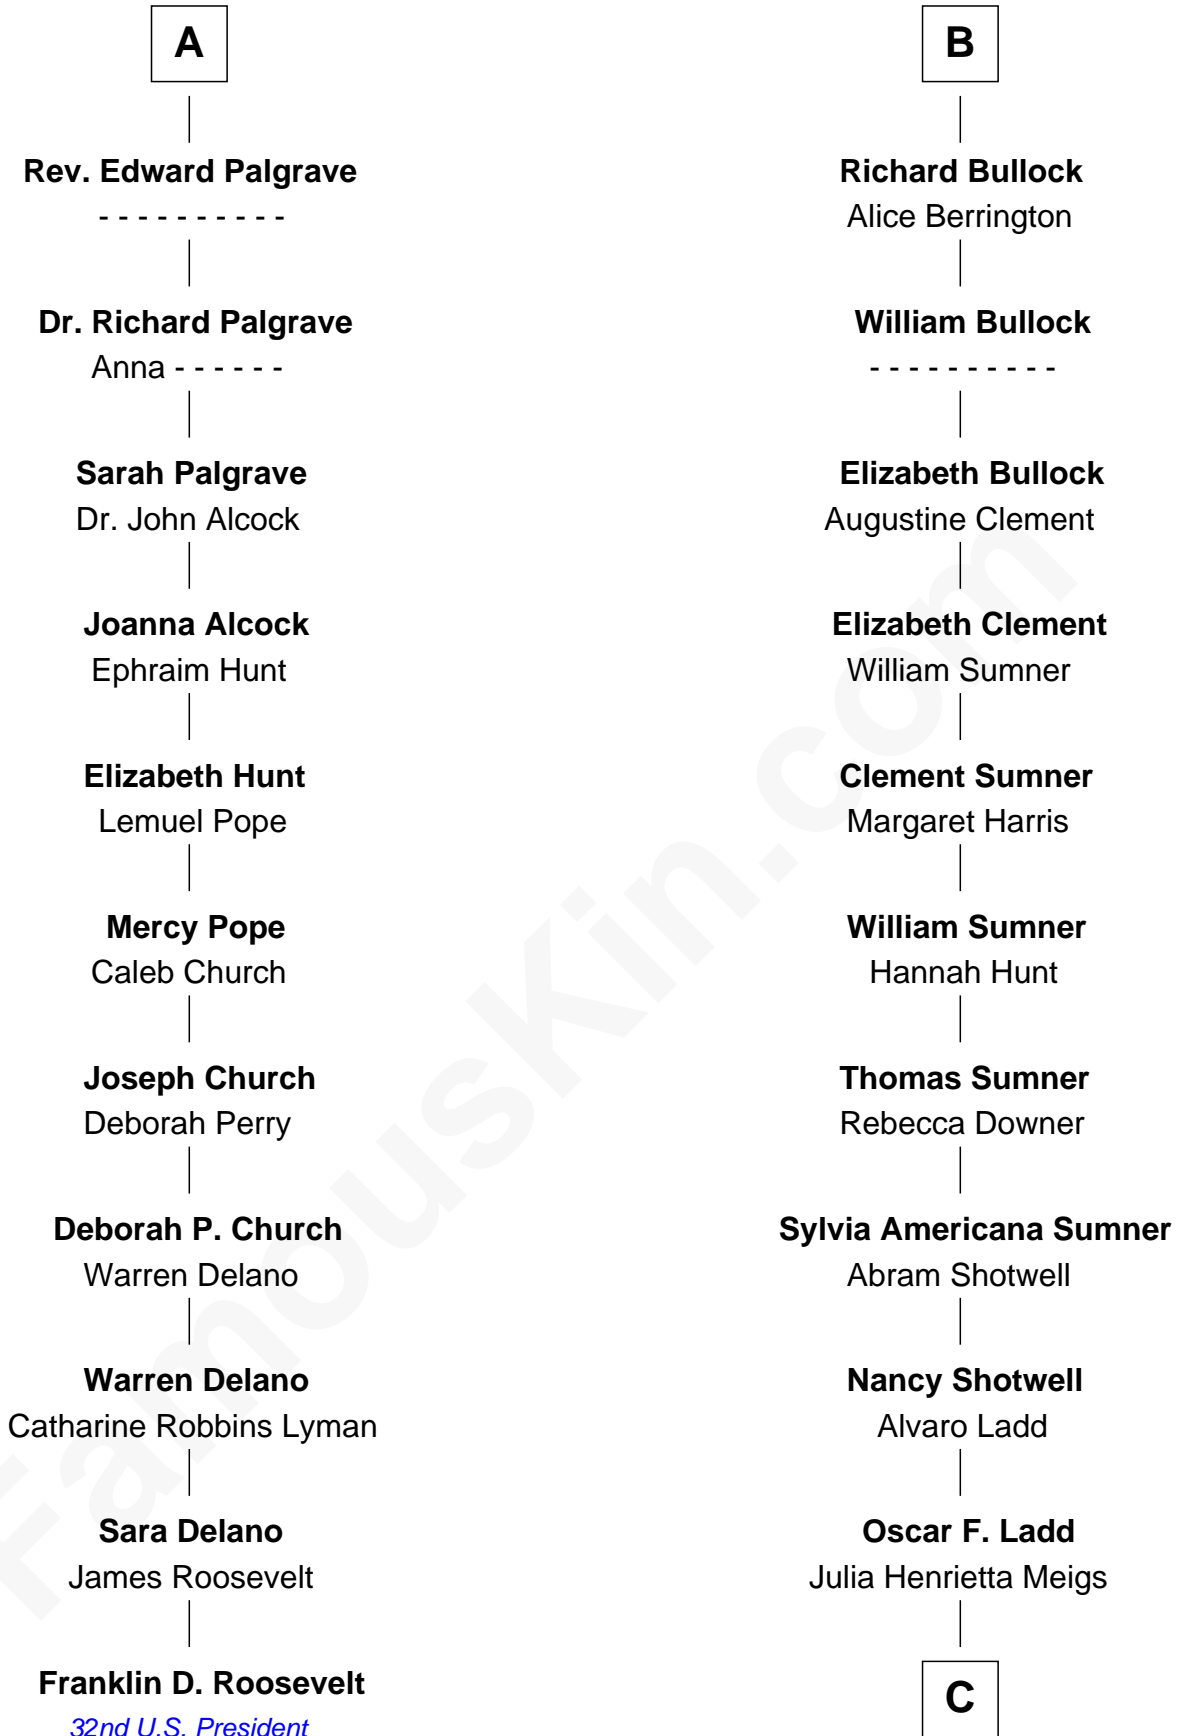 A
Rev. Edward Palgrave
- - - - - - - - - -
Dr. Richard Palgrave
Anna - - - - - -
Sarah Palgrave
Dr. John Alcock
Joanna Alcock
Ephraim Hunt
Elizabeth Hunt
Lemuel Pope
Mercy Pope
Caleb Church
Joseph Church
Deborah Perry
Deborah P. Church
Warren Delano
Warren Delano
Catharine Robbins Lyman
Sara Delano
James Roosevelt
Franklin D. Roosevelt
32nd U.S. President
B
Richard Bullock
Alice Berrington
William Bullock
- - - - - - - - - -
Elizabeth Bullock
Augustine Clement
Elizabeth Clement
William Sumner
Clement Sumner
Margaret Harris
William Sumner
Hannah Hunt
Thomas Sumner
Rebecca Downer
Sylvia Americana Sumner
Abram Shotwell
Nancy Shotwell
Alvaro Ladd
Oscar F. Ladd
Julia Henrietta Meigs
C
FamousKin.com